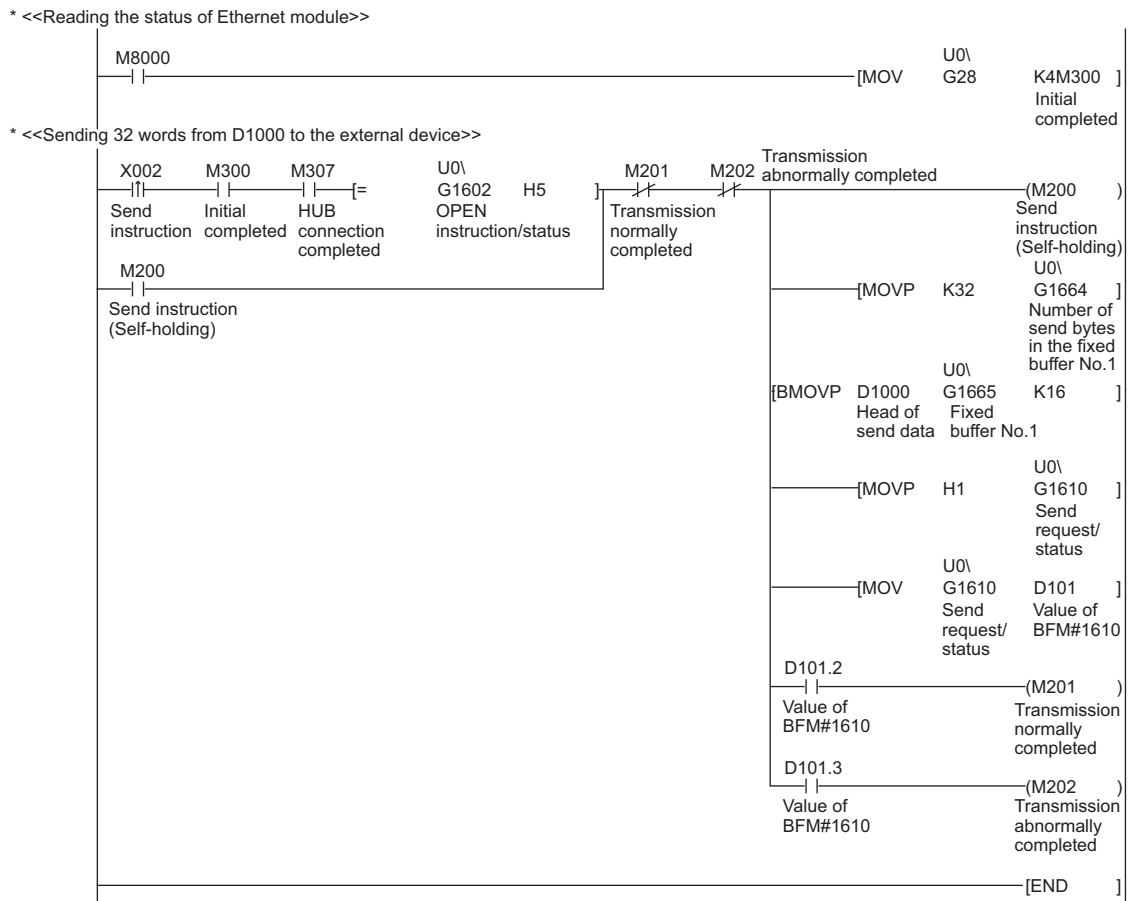 * <<Reading the status of Ethernet module>>
M8000
[MOV U0\G28 K4M300 ]
Initial
completed
* <<Sending 32 words from D1000 to the external device>>
X002 M300 M307 [= U0\G1602 H5 ] M201 M202
Send
instruction
Initial
completed
HUB
connection
completed
OPEN
instruction/status
Transmission
normally
completed
Transmission
abnormally completed
(M200 )
Send
instruction
(Self-holding)
M200
Send instruction
(Self-holding)
[MOVP K32 U0\G1664 ]
Number of
send bytes
in the fixed
buffer No.1
[BMOVP D1000 U0\G1665 K16 ]
Head of
send data
Fixed
buffer No.1
[MOVP H1 U0\G1610 ]
Send
request/
status
[MOV U0\G1610 D101 ]
Send
request/
status
Value of
BFM#1610
D101.2
(M201 )
Value of
BFM#1610
Transmission
normally
completed
D101.3
(M202 )
Value of
BFM#1610
Transmission
abnormally
completed
[END ]